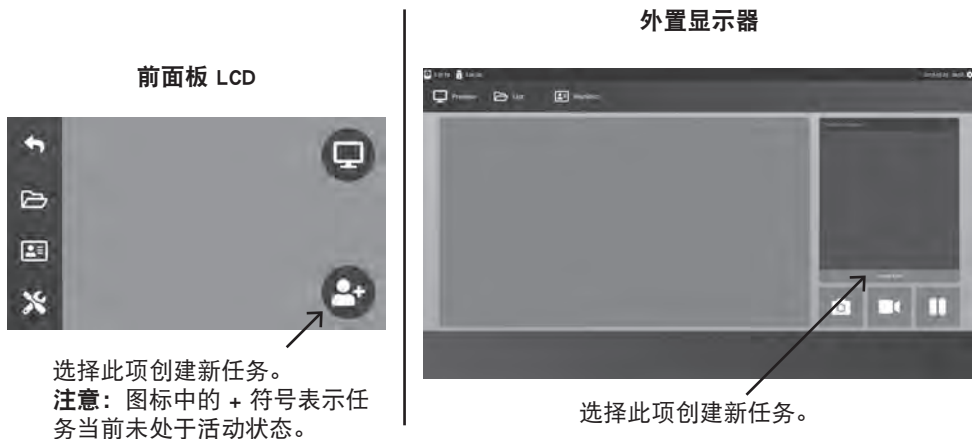 前面板 LCD
选择此项创建新任务。
注意：图标中的 + 符号表示任
务当前未处于活动状态。
外置显示器
List
选择此项创建新任务。